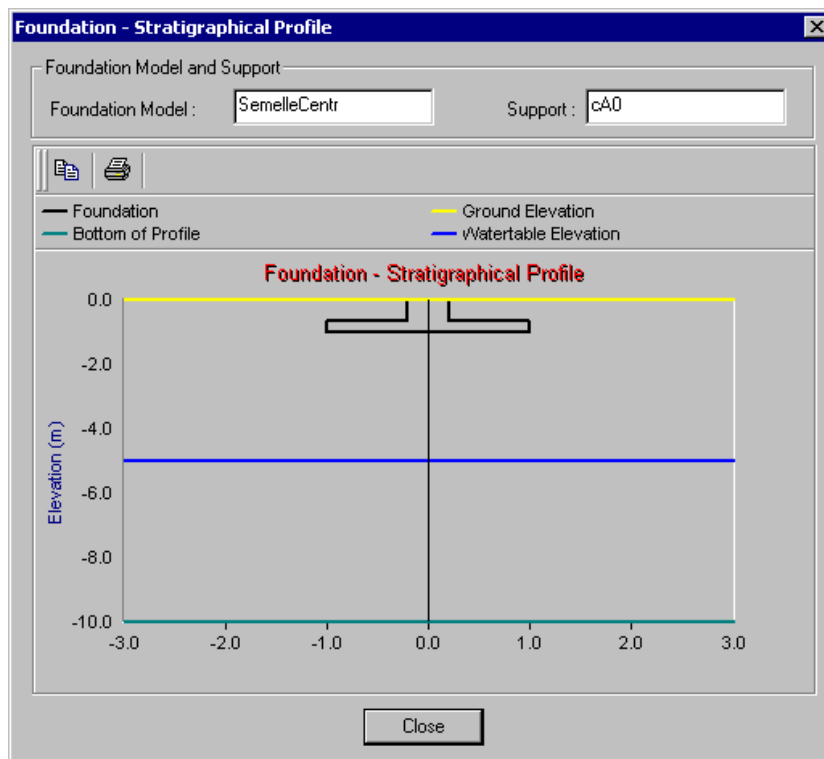 Foundation - Stratigraphical Profile
Foundation Model and Support
Foundation Model : SemelleCentr Support : cA0
Foundation Ground Elevation
Bottom of Profile Watertable Elevation
Foundation - Stratigraphical Profile
0.0
-2.0
-4.0
-6.0
-8.0
-10.0
Elevation (m)
-3.0 -2.0 -1.0 0.0 1.0 2.0 3.0
Close